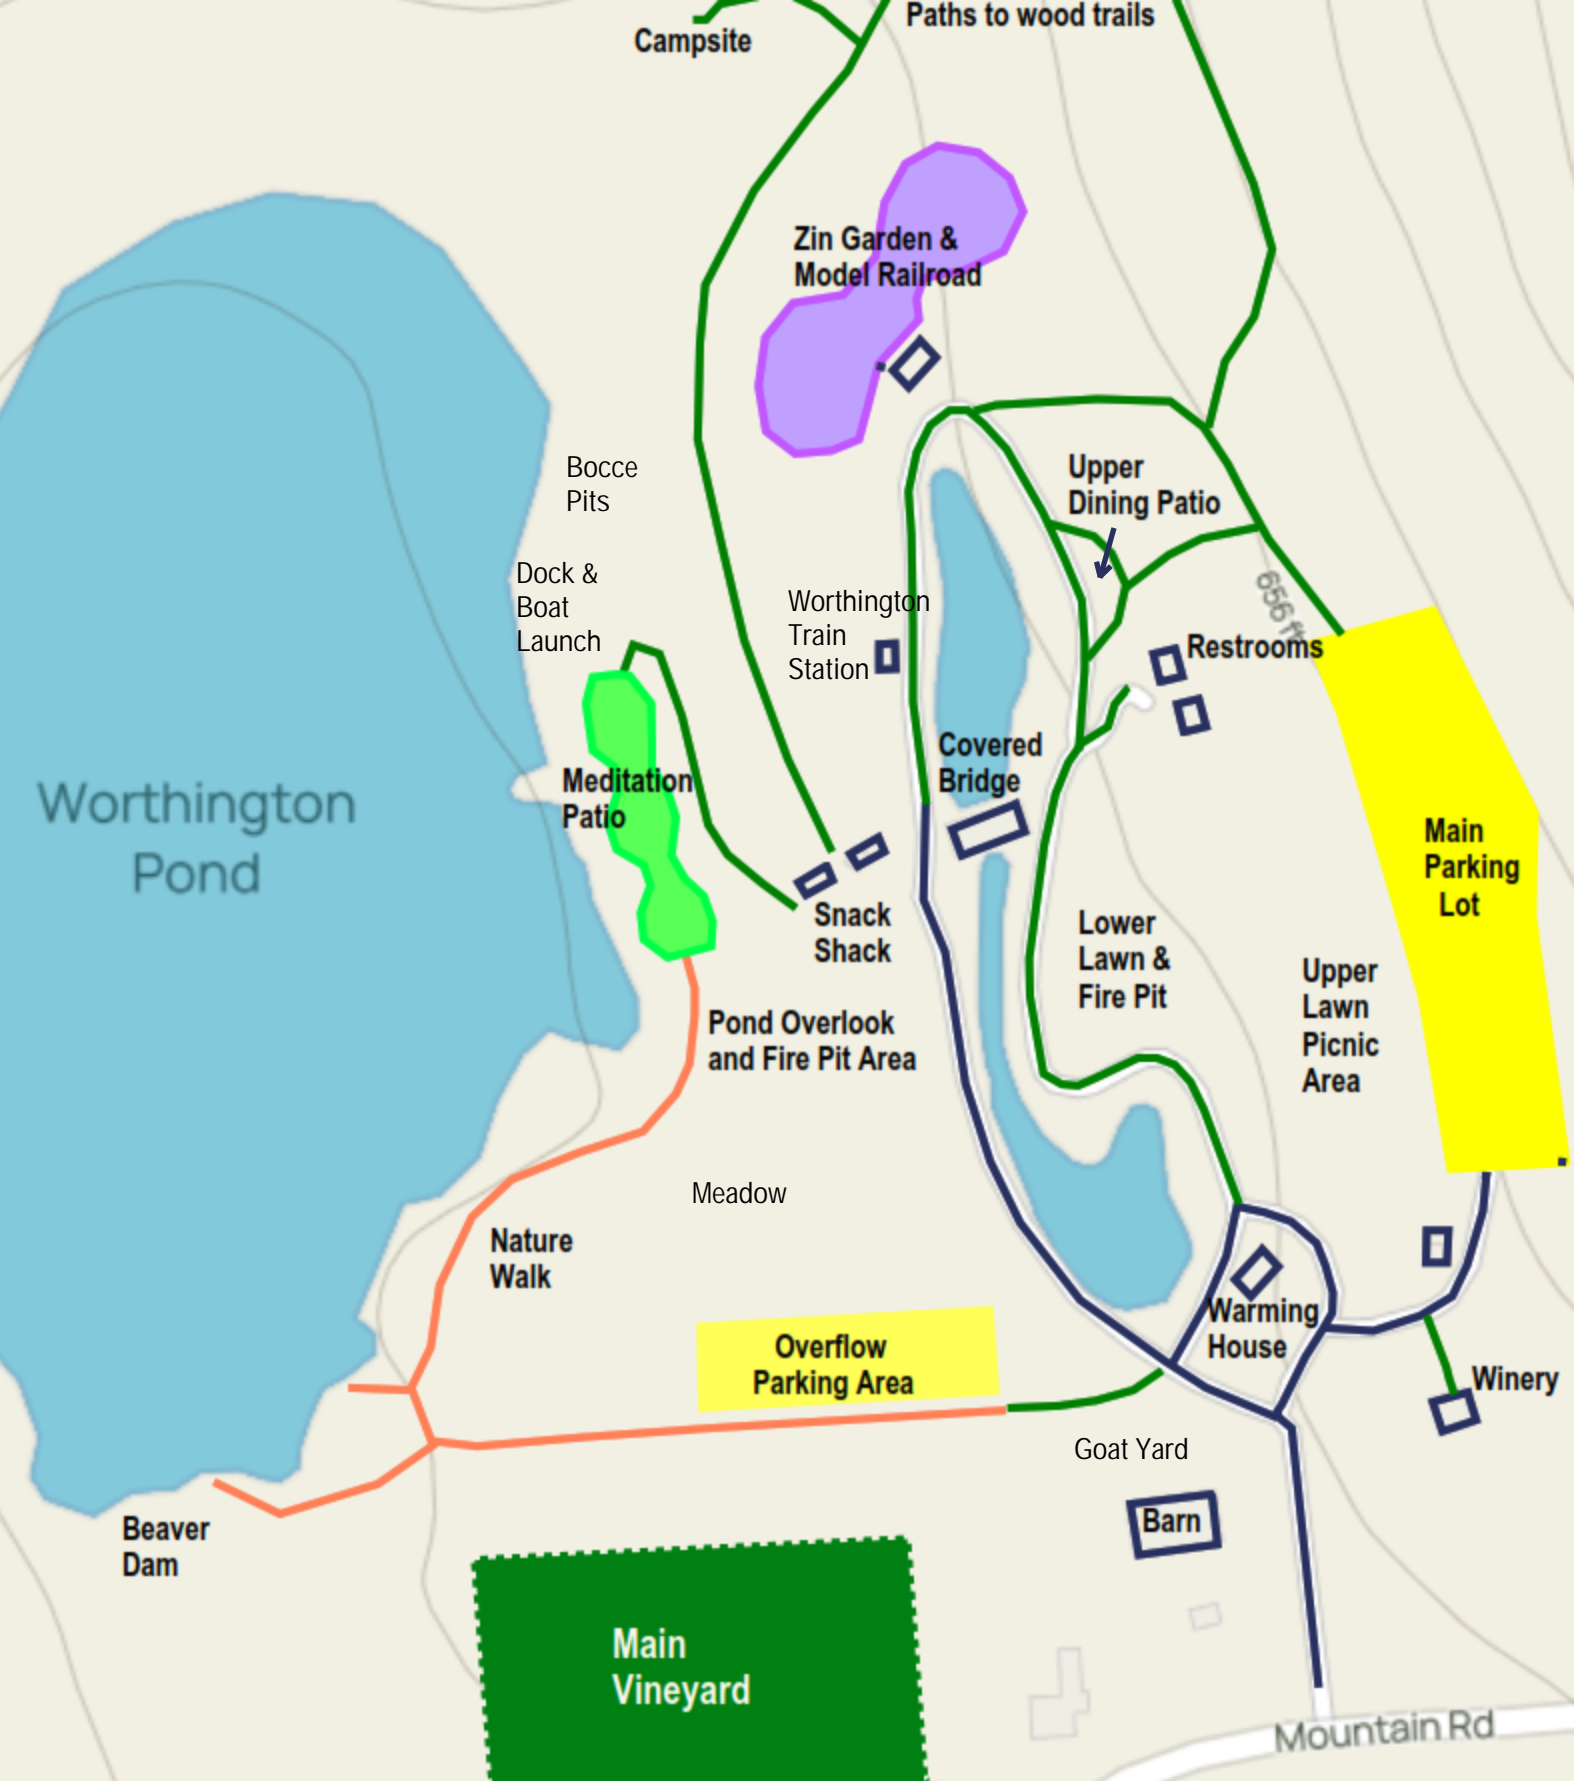 Paths to wood trails
Campsite
Zin Garden &
Model Railroad
Bocce
Pits
Upper
Dining Patio
Dock &
Boat
Launch
Worthington
Train
Station
656 ft
Restrooms
Covered
Bridge
Meditation
Patio
Worthington
Pond
Main
Parking
Lot
Snack
Shack
Lower
Lawn &
Fire Pit
Upper
Lawn
Picnic
Area
Pond Overlook
and Fire Pit Area
Meadow
Nature
Walk
Warming
House
Overflow
Parking Area
Winery
Goat Yard
Barn
Beaver
Dam
Main
Vineyard
Mountain Rd